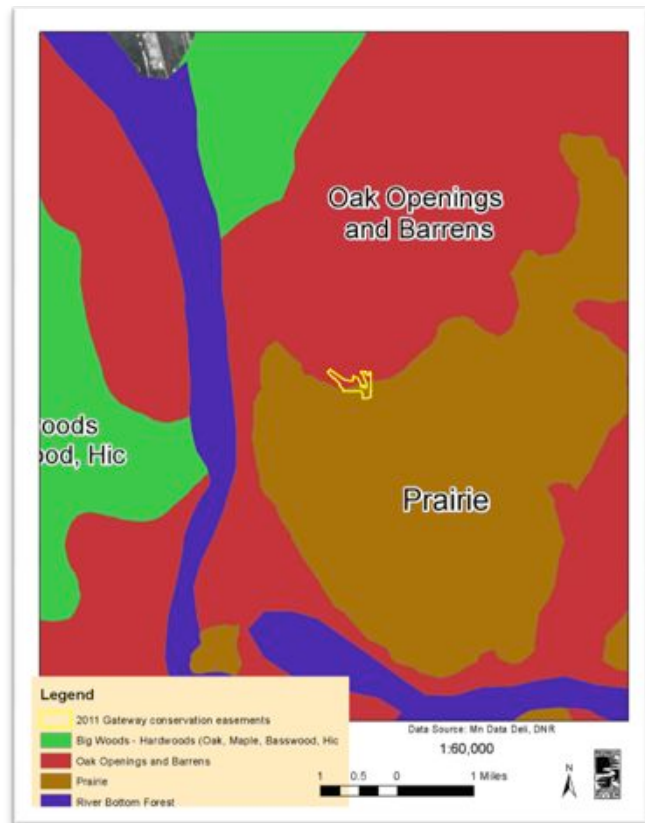 Oak Openings
and Barrens
oods
ood, Hic
Prairie
Legend
2011 Gateway conservation easements
Big Woods - Hardwoods (Oak, Maple, Basswood, Hic
Oak Openings and Barrens
Prairie
River Bottom Forest
Data Source: Mn Data Deli, DNR
1:60,000
1 0.5 0 1 Miles
N